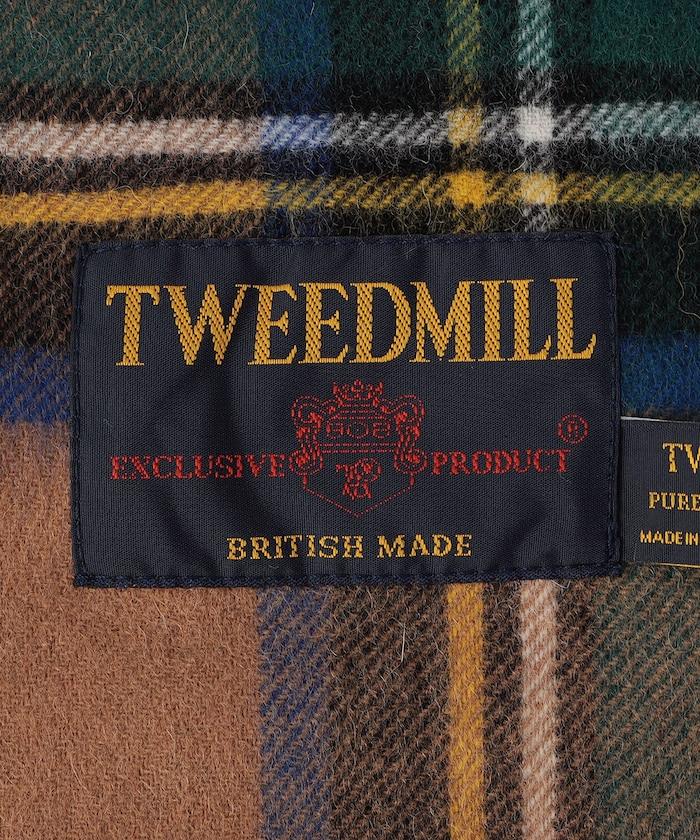 TWEEDMILL
EXCLUSIVE PRODUCT ®
BRITISH MADE
TW
PURE
MADE IN